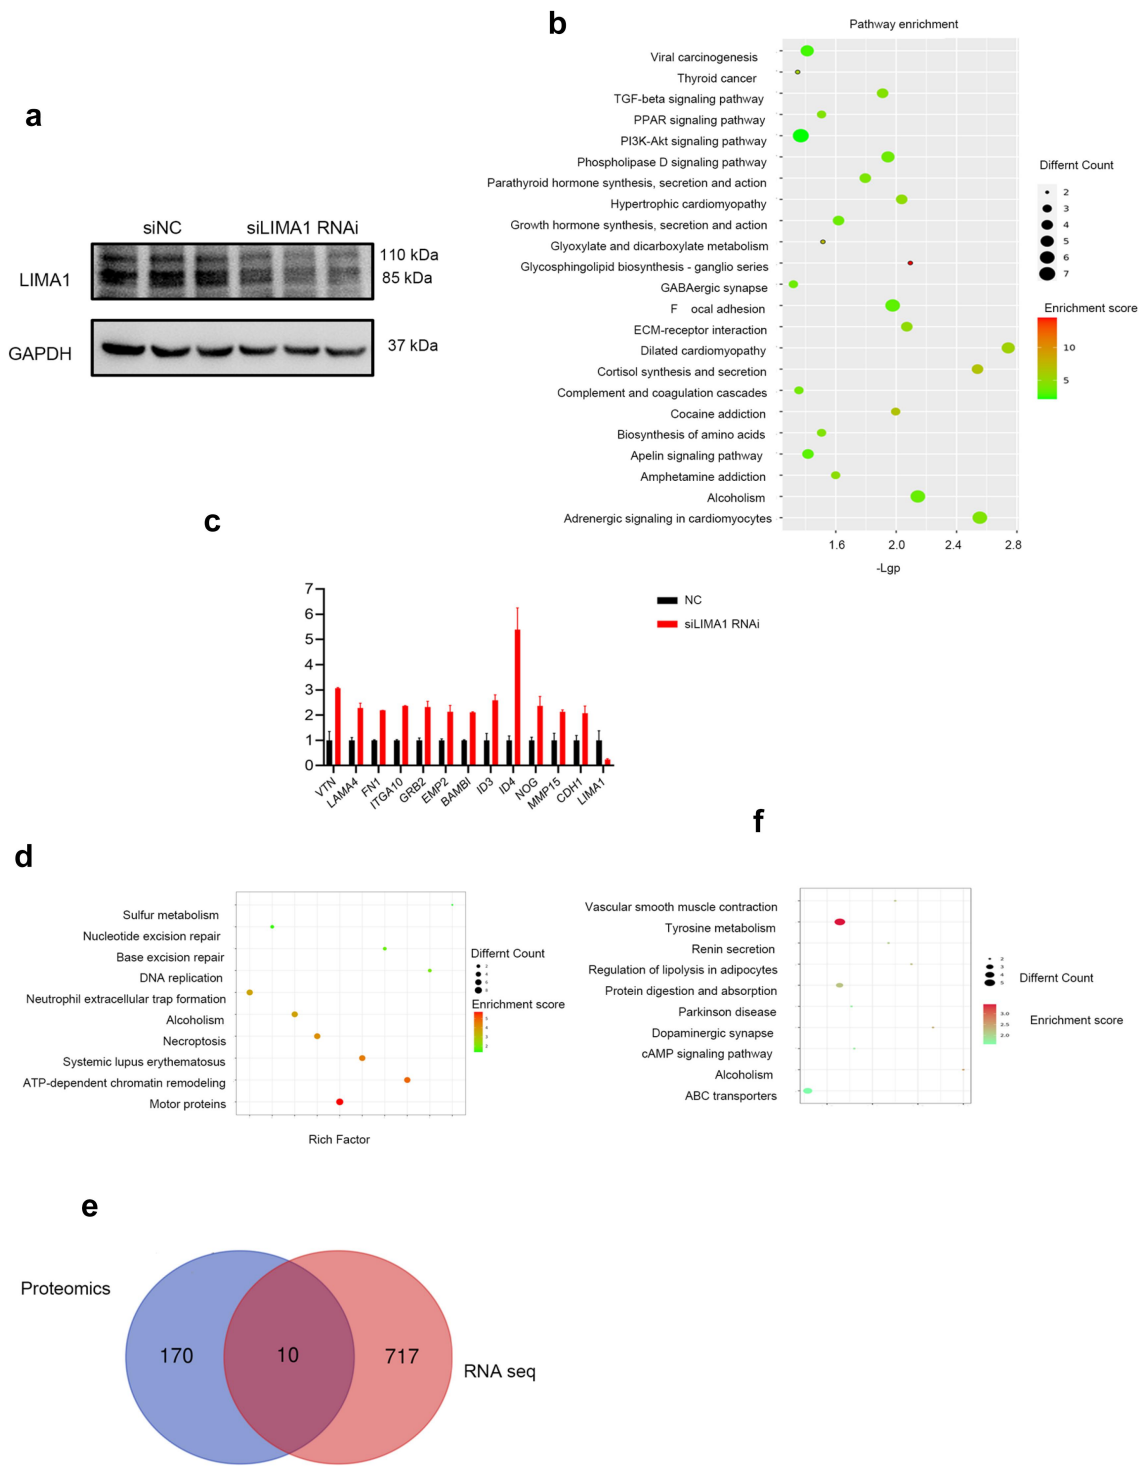 a
siNC siLIMA1 RNAi
LIMA1
110 kDa
85 kDa
GAPDH
37 kDa
b
Pathway enrichment
Viral carcinogenesis
Thyroid cancer
TGF-beta signaling pathway
PPAR signaling pathway
PI3K-Akt signaling pathway
Phospholipase D signaling pathway
Parathyroid hormone synthesis, secretion and action
Hypertrophic cardiomyopathy
Growth hormone synthesis, secretion and action
Glyoxylate and dicarboxylate metabolism
Glycosphingolipid biosynthesis - ganglio series
GABAergic synapse
F ocal adhesion
ECM-receptor interaction
Dilated cardiomyopathy
Cortisol synthesis and secretion
Complement and coagulation cascades
Cocaine addiction
Biosynthesis of amino acids
Apelin signaling pathway
Amphetamine addiction
Alcoholism
Adrenergic signaling in cardiomyocytes
1.6 2.0 2.4 2.8
-Lgp
Differnt Count
2
3
4
5
6
7
Enrichment score
10
5
c
7
6
5
4
3
2
1
0
VTN LAMA4 FN1 ITGA10 GRB2 EMP2 BAMBI ID3 ID4 NOG MMP15 CDH1 LIMA1
NC
siLIMA1 RNAi
d
Sulfur metabolism
Nucleotide excision repair
Base excision repair
DNA replication
Neutrophil extracellular trap formation
Alcoholism
Necroptosis
Systemic lupus erythematosus
ATP-dependent chromatin remodeling
Motor proteins
Rich Factor
Differnt Count
Enrichment score
f
Vascular smooth muscle contraction
Tyrosine metabolism
Renin secretion
Regulation of lipolysis in adipocytes
Protein digestion and absorption
Parkinson disease
Dopaminergic synapse
cAMP signaling pathway
Alcoholism
ABC transporters
2
3
4
5
Differnt Count
3.0
2.5
2.0
Enrichment score
e
Proteomics
170 10 717
RNA seq